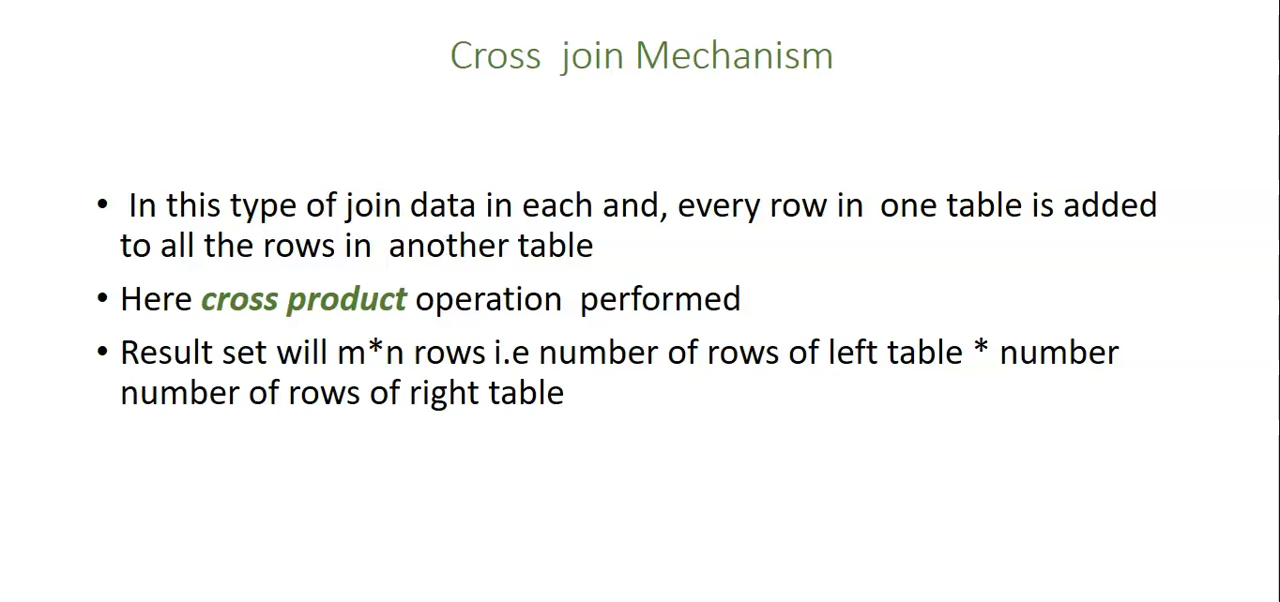 Cross join Mechanism
• In this type of join data in each and, every row in one table is added
to all the rows in another table
• Here cross product operation performed
• Result set will m*n rows i.e number of rows of left table * number
number of rows of right table